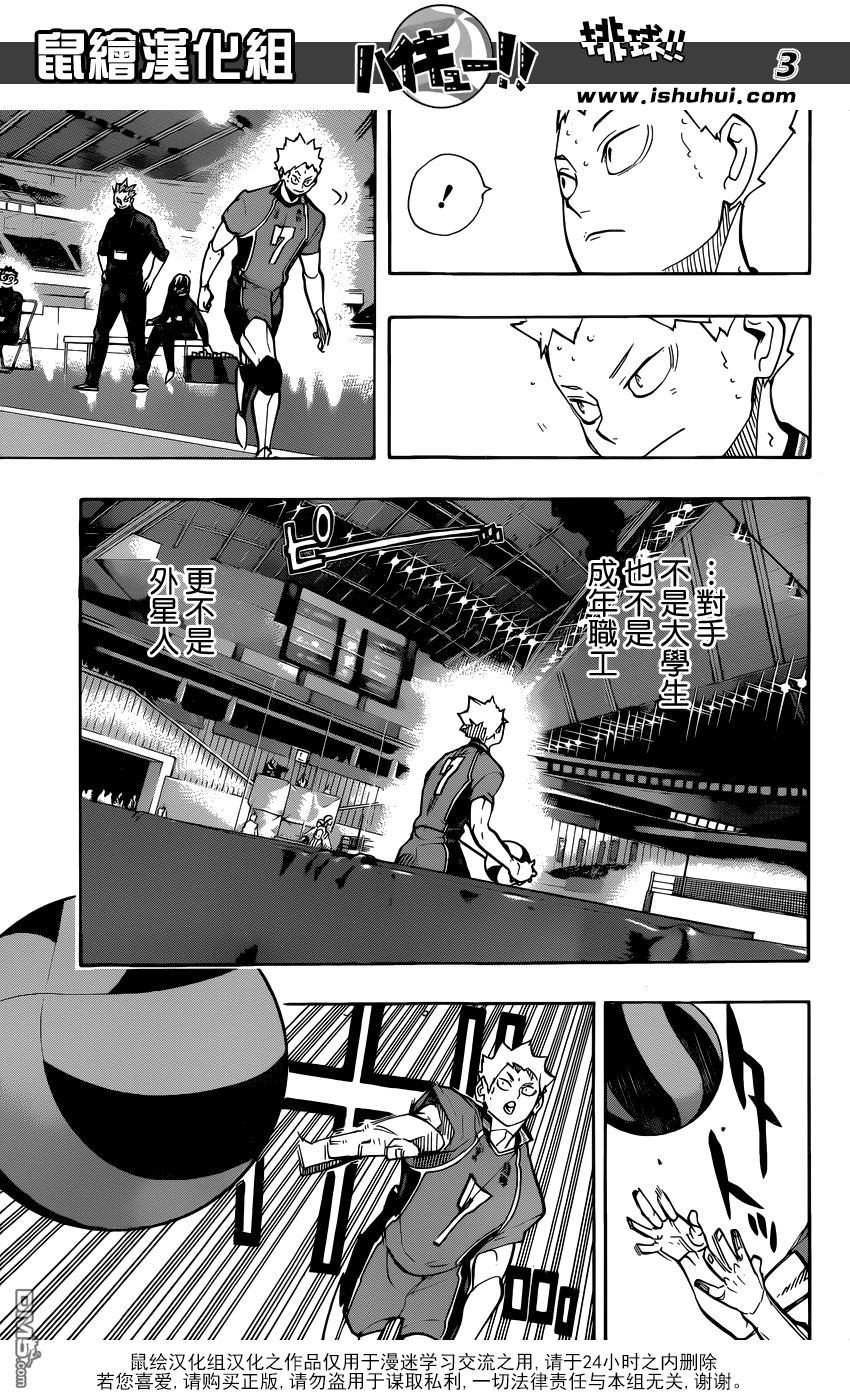 鼠繪漢化組
ハイキュー!!
排球!!
3
www.ishuhui.com
!
7
ピーッ
…對手
不是大學生
也不是
成年職工
更不是
外星人
7
7
鼠绘汉化组汉化之作品仅用于漫迷学习交流之用,请于24小时之内删除
若您喜爱,请购买正版,请勿盗用于谋取私利,一切法律责任与本组无关,谢谢。